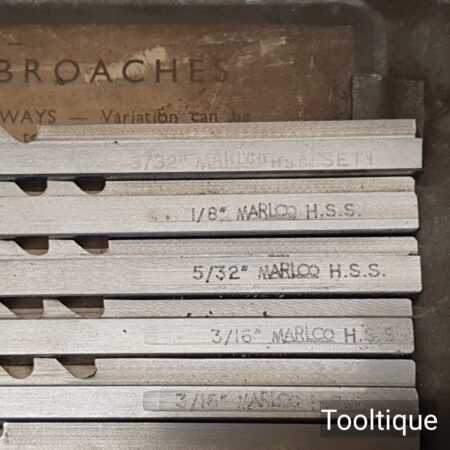 BROACHES
WAYS — Variation can be
3/32" MARLCO H.S.S. SET 1
1/8" MARLCO H.S.S.
5/32" MARLCO H.S.S.
3/16" MARLCO H.S.S
3/16" MARLCO
Tooltique